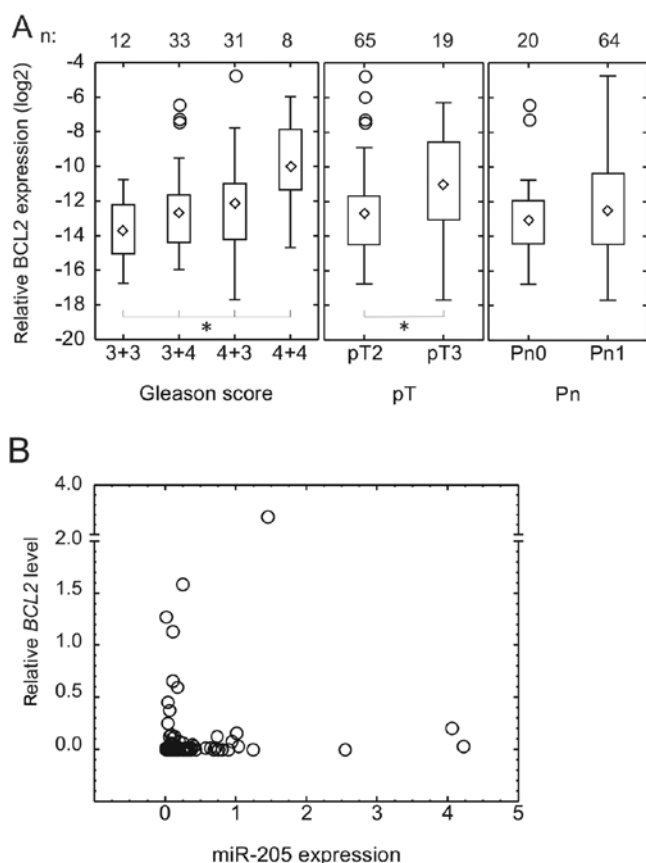 A
n:
12 33 31 8 65 19 20 64
Relative BCL2 expression (log2)
-4
-6
-8
-10
-12
-14
-16
-18
-20
* *
3+3 3+4 4+3 4+4 pT2 pT3 Pn0 Pn1
Gleason score pT Pn
B
Relative BCL2 level
4.0
2.0
2.0
1.5
1.0
0.5
0.0
0 1 2 3 4 5
miR-205 expression